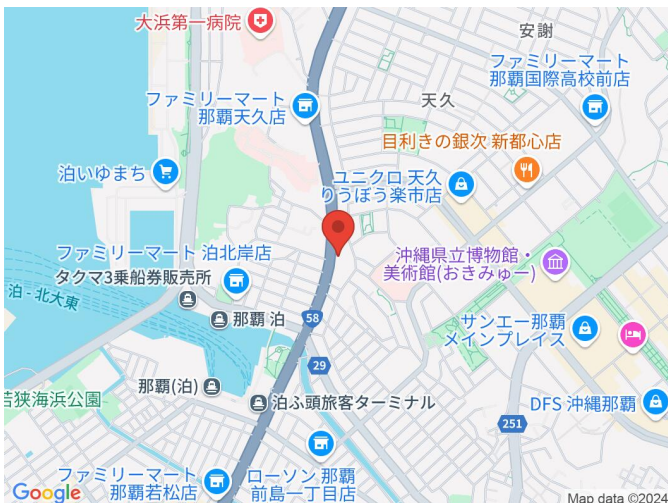 大浜第一病院
安謝
ファミリーマート
那覇国際高校前店
ファミリーマート
那覇天久店
天久
目利きの銀次 新都心店
泊いゆまち
ユニクロ 天久
りうぼう楽市店
ファミリーマート 泊北岸店
沖縄県立博物館・
美術館(おきみゅー)
タクマ3乗船券販売所
泊 - 北大東
那覇 泊
58
サンエー那覇
メインプレイス
29
那覇(泊)
若狭海浜公園
泊ふ頭旅客ターミナル
DFS 沖縄那覇
251
ファミリーマート
那覇若松店
ローソン 那覇
前島一丁目店
Google
Map data ©2024